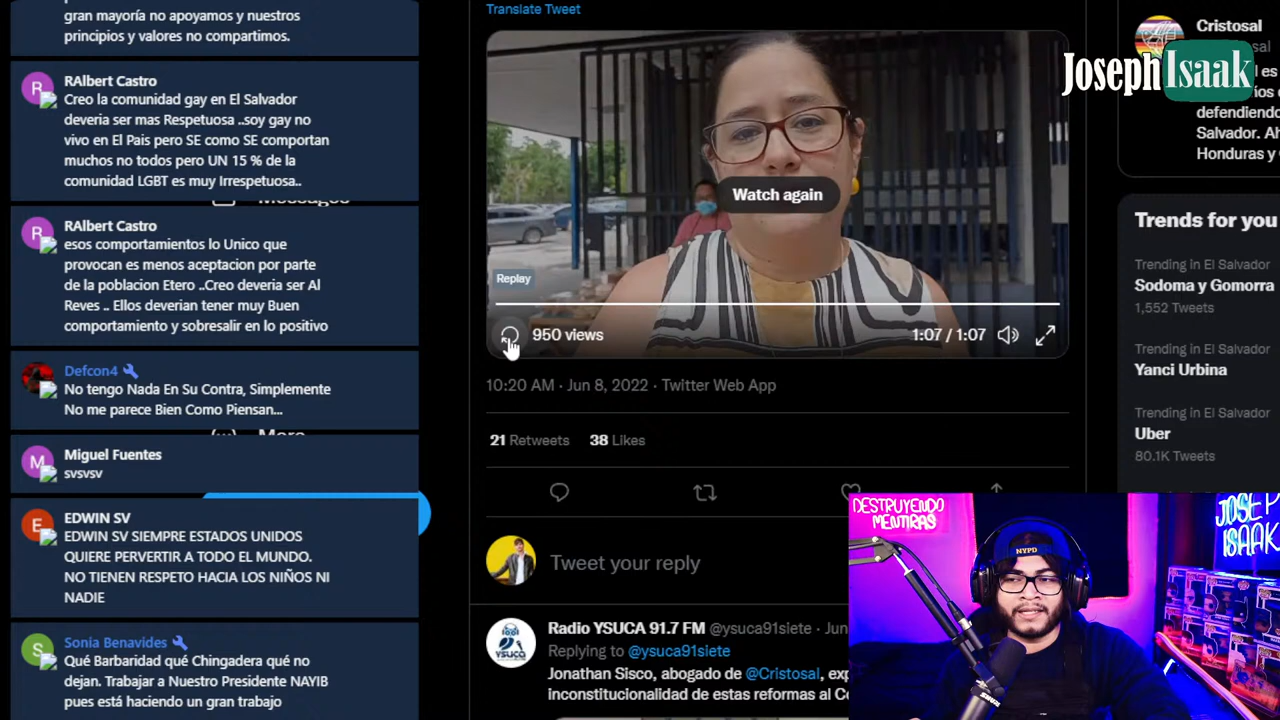 gran mayoría no apoyamos y nuestros
principios y valores no compartimos.
RAlbert Castro
Creo la comunidad gay en El Salvador
deveria ser mas Respetuosa ..soy gay no
vivo en El Pais pero SE como SE comportan
muchos no todos pero UN 15 % de la
comunidad LGBT es muy Irrespetuosa..
Messages
RAlbert Castro
esos comportamientos lo Unico que
provocan es menos aceptacion por parte
de la poblacion Etero ..Creo deveria ser Al
Reves .. Ellos deverian tener muy Buen
comportamiento y sobresalir en lo positivo
Defcon4
No tengo Nada En Su Contra, Simplemente
No me parece Bien Como Piensan...
More
Miguel Fuentes
svsvsv
EDWIN SV
EDWIN SV SIEMPRE ESTADOS UNIDOS
QUIERE PERVERTIR A TODO EL MUNDO.
NO TIENEN RESPETO HACIA LOS NIÑOS NI
NADIE
Sonia Benavides
Qué Barbaridad qué Chingadera qué no
dejan. Trabajar a Nuestro Presidente NAYIB
pues está haciendo un gran trabajo
Translate Tweet
Watch again
Replay
950 views
1:07 / 1:07
10:20 AM · Jun 8, 2022 · Twitter Web App
21 Retweets 38 Likes
Tweet your reply
Radio YSUCA 91.7 FM @ysuca91siete · Jun
Replying to @ysuca91siete
Jonathan Sisco, abogado de @Cristosal, exp
inconstitucionalidad de estas reformas al Co
Cristosal
Joseph Isaak
defendiendo
Salvador. Al
Honduras y
Trends for you
Trending in El Salvador
Sodoma y Gomorra
1,552 Tweets
Trending in El Salvador
Yanci Urbina
Trending in El Salvador
Uber
80.1K Tweets
DESTRUYENDO
MENTIRAS
NYPD
JOSEP
ISAAK